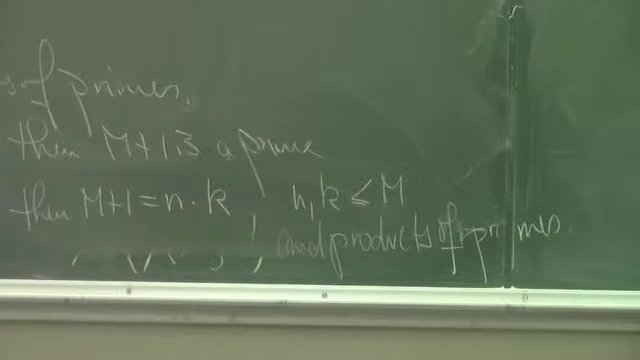 of primes.
then M+1 is a prime
then M+1 = n · k   n, k ≤ M
and products of primes